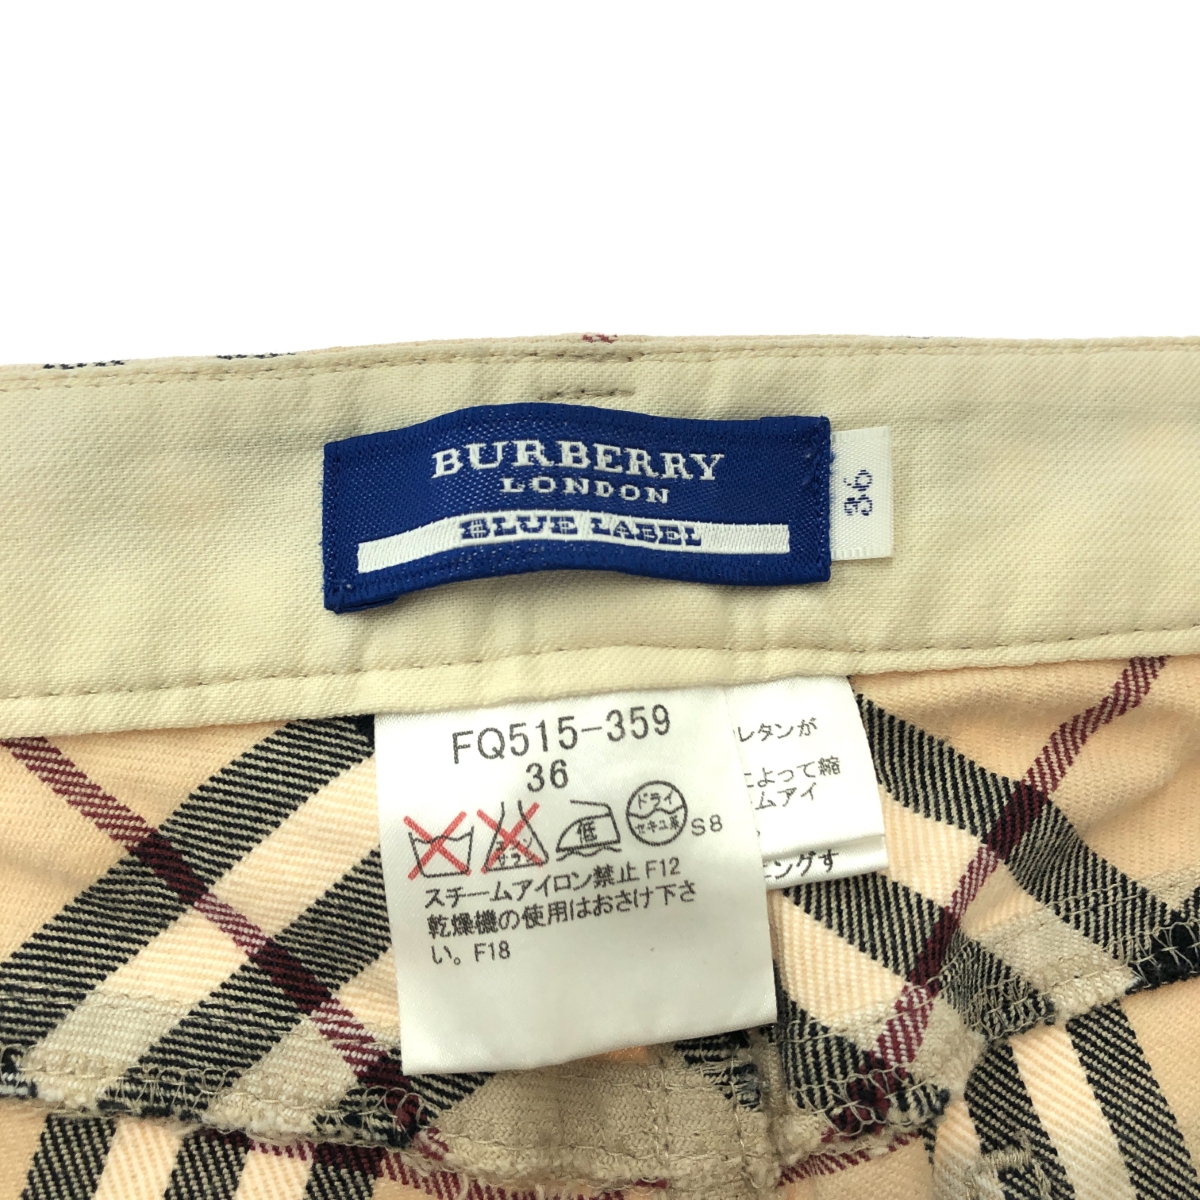 BURBERRY
LONDON
BLUE LABEL
36
FQ515-359
36
低
ドライ
セキユ系
S8
スチームアイロン禁止 F12
乾燥機の使用はおさけ下さ
い。F18
レタンが
よって縮
ムアイ
ングす